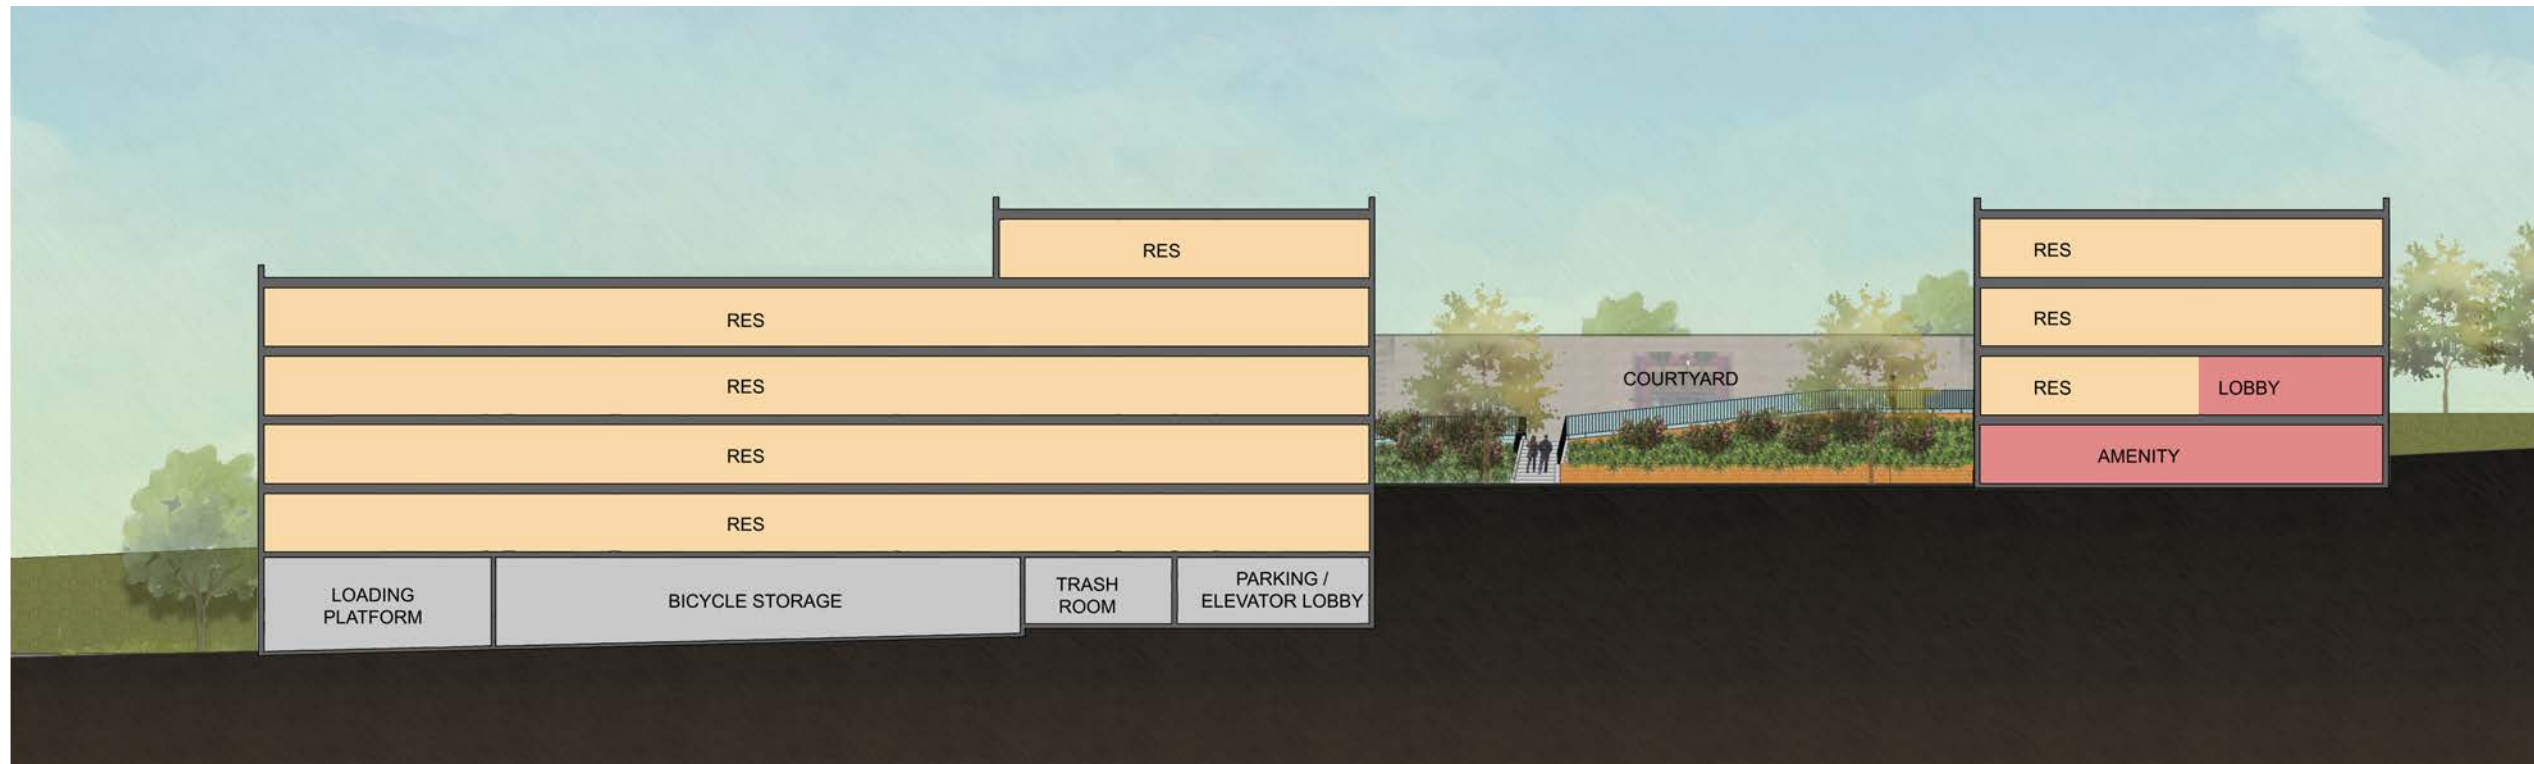 RES
RES
RES
RES
RES
LOADING
PLATFORM
BICYCLE STORAGE
TRASH
ROOM
PARKING /
ELEVATOR LOBBY
COURTYARD
RES
RES
RES
LOBBY
AMENITY